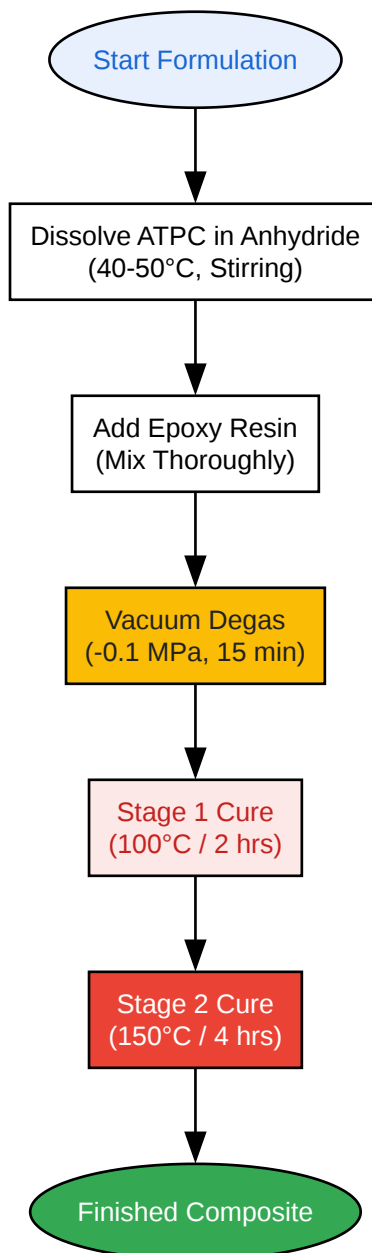 Start Formulation
Dissolve ATPC in Anhydride
(40-50°C, Stirring)
Add Epoxy Resin
(Mix Thoroughly)
Vacuum Degas
(-0.1 MPa, 15 min)
Stage 1 Cure
(100°C / 2 hrs)
Stage 2 Cure
(150°C / 4 hrs)
Finished Composite